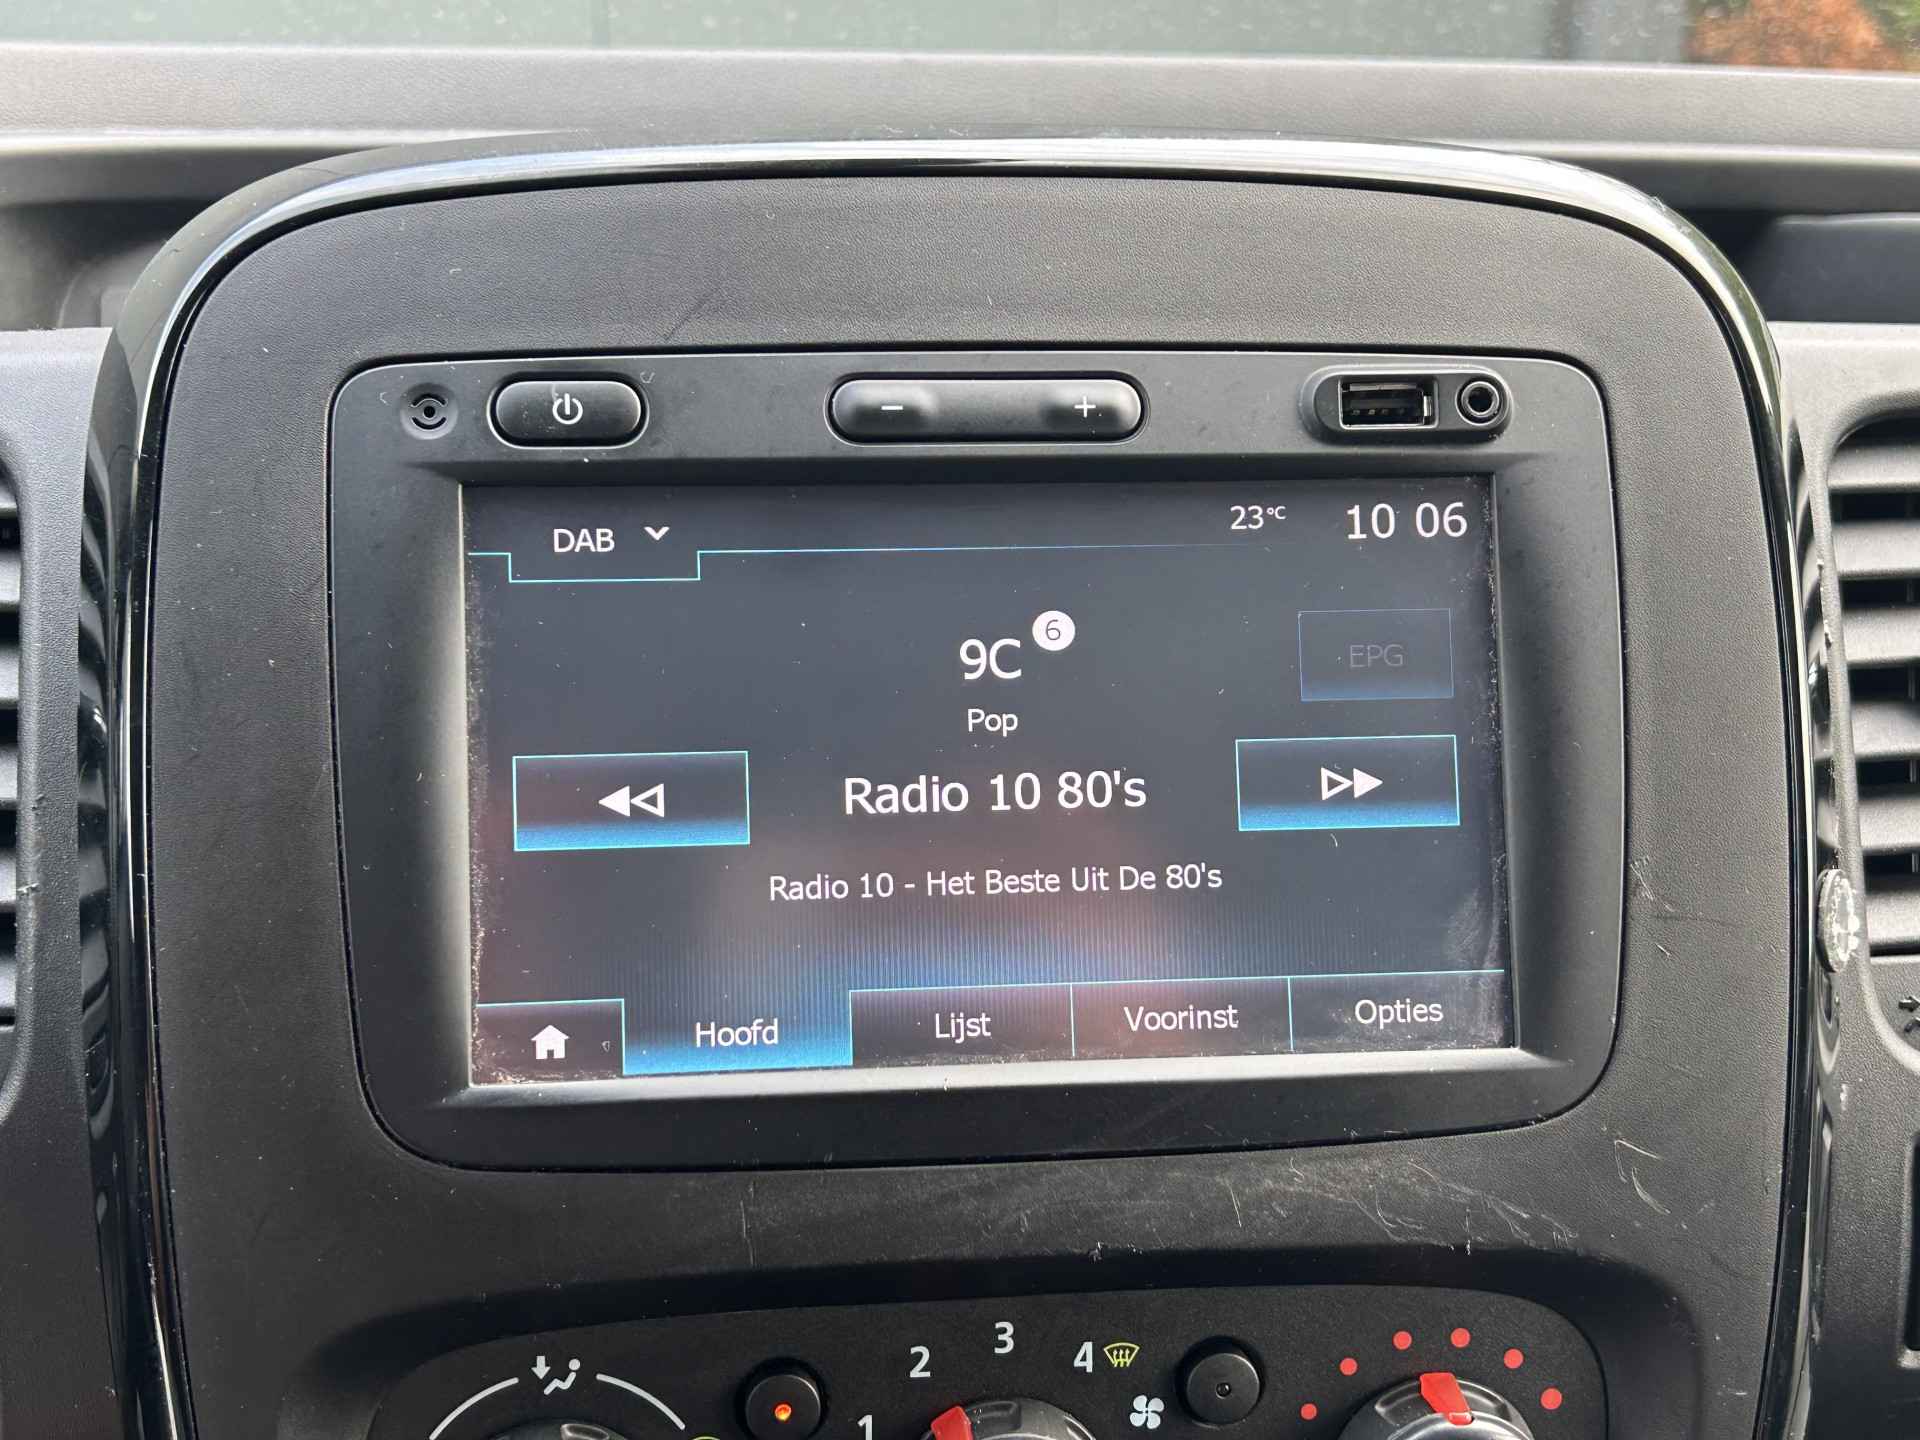 DAB
23°C
10 06
9C 6
EPG
Pop
Radio 10 80's
Radio 10 - Het Beste Uit De 80's
Hoofd
Lijst
Voorinst
Opties
1
2
3
4